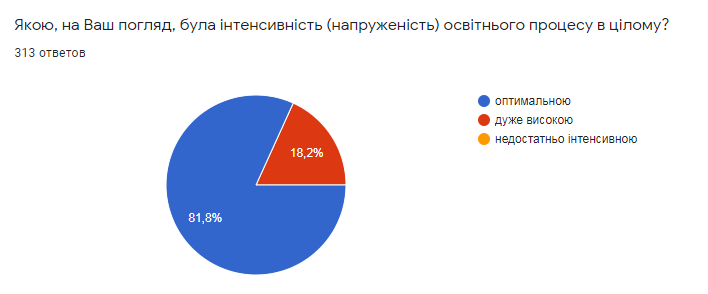 Якою, на Ваш погляд, була інтенсивність (напруженість) освітнього процесу в цілому?
313 ответов
оптимальною
дуже високою
недостатньо інтенсивною
18,2%
81,8%